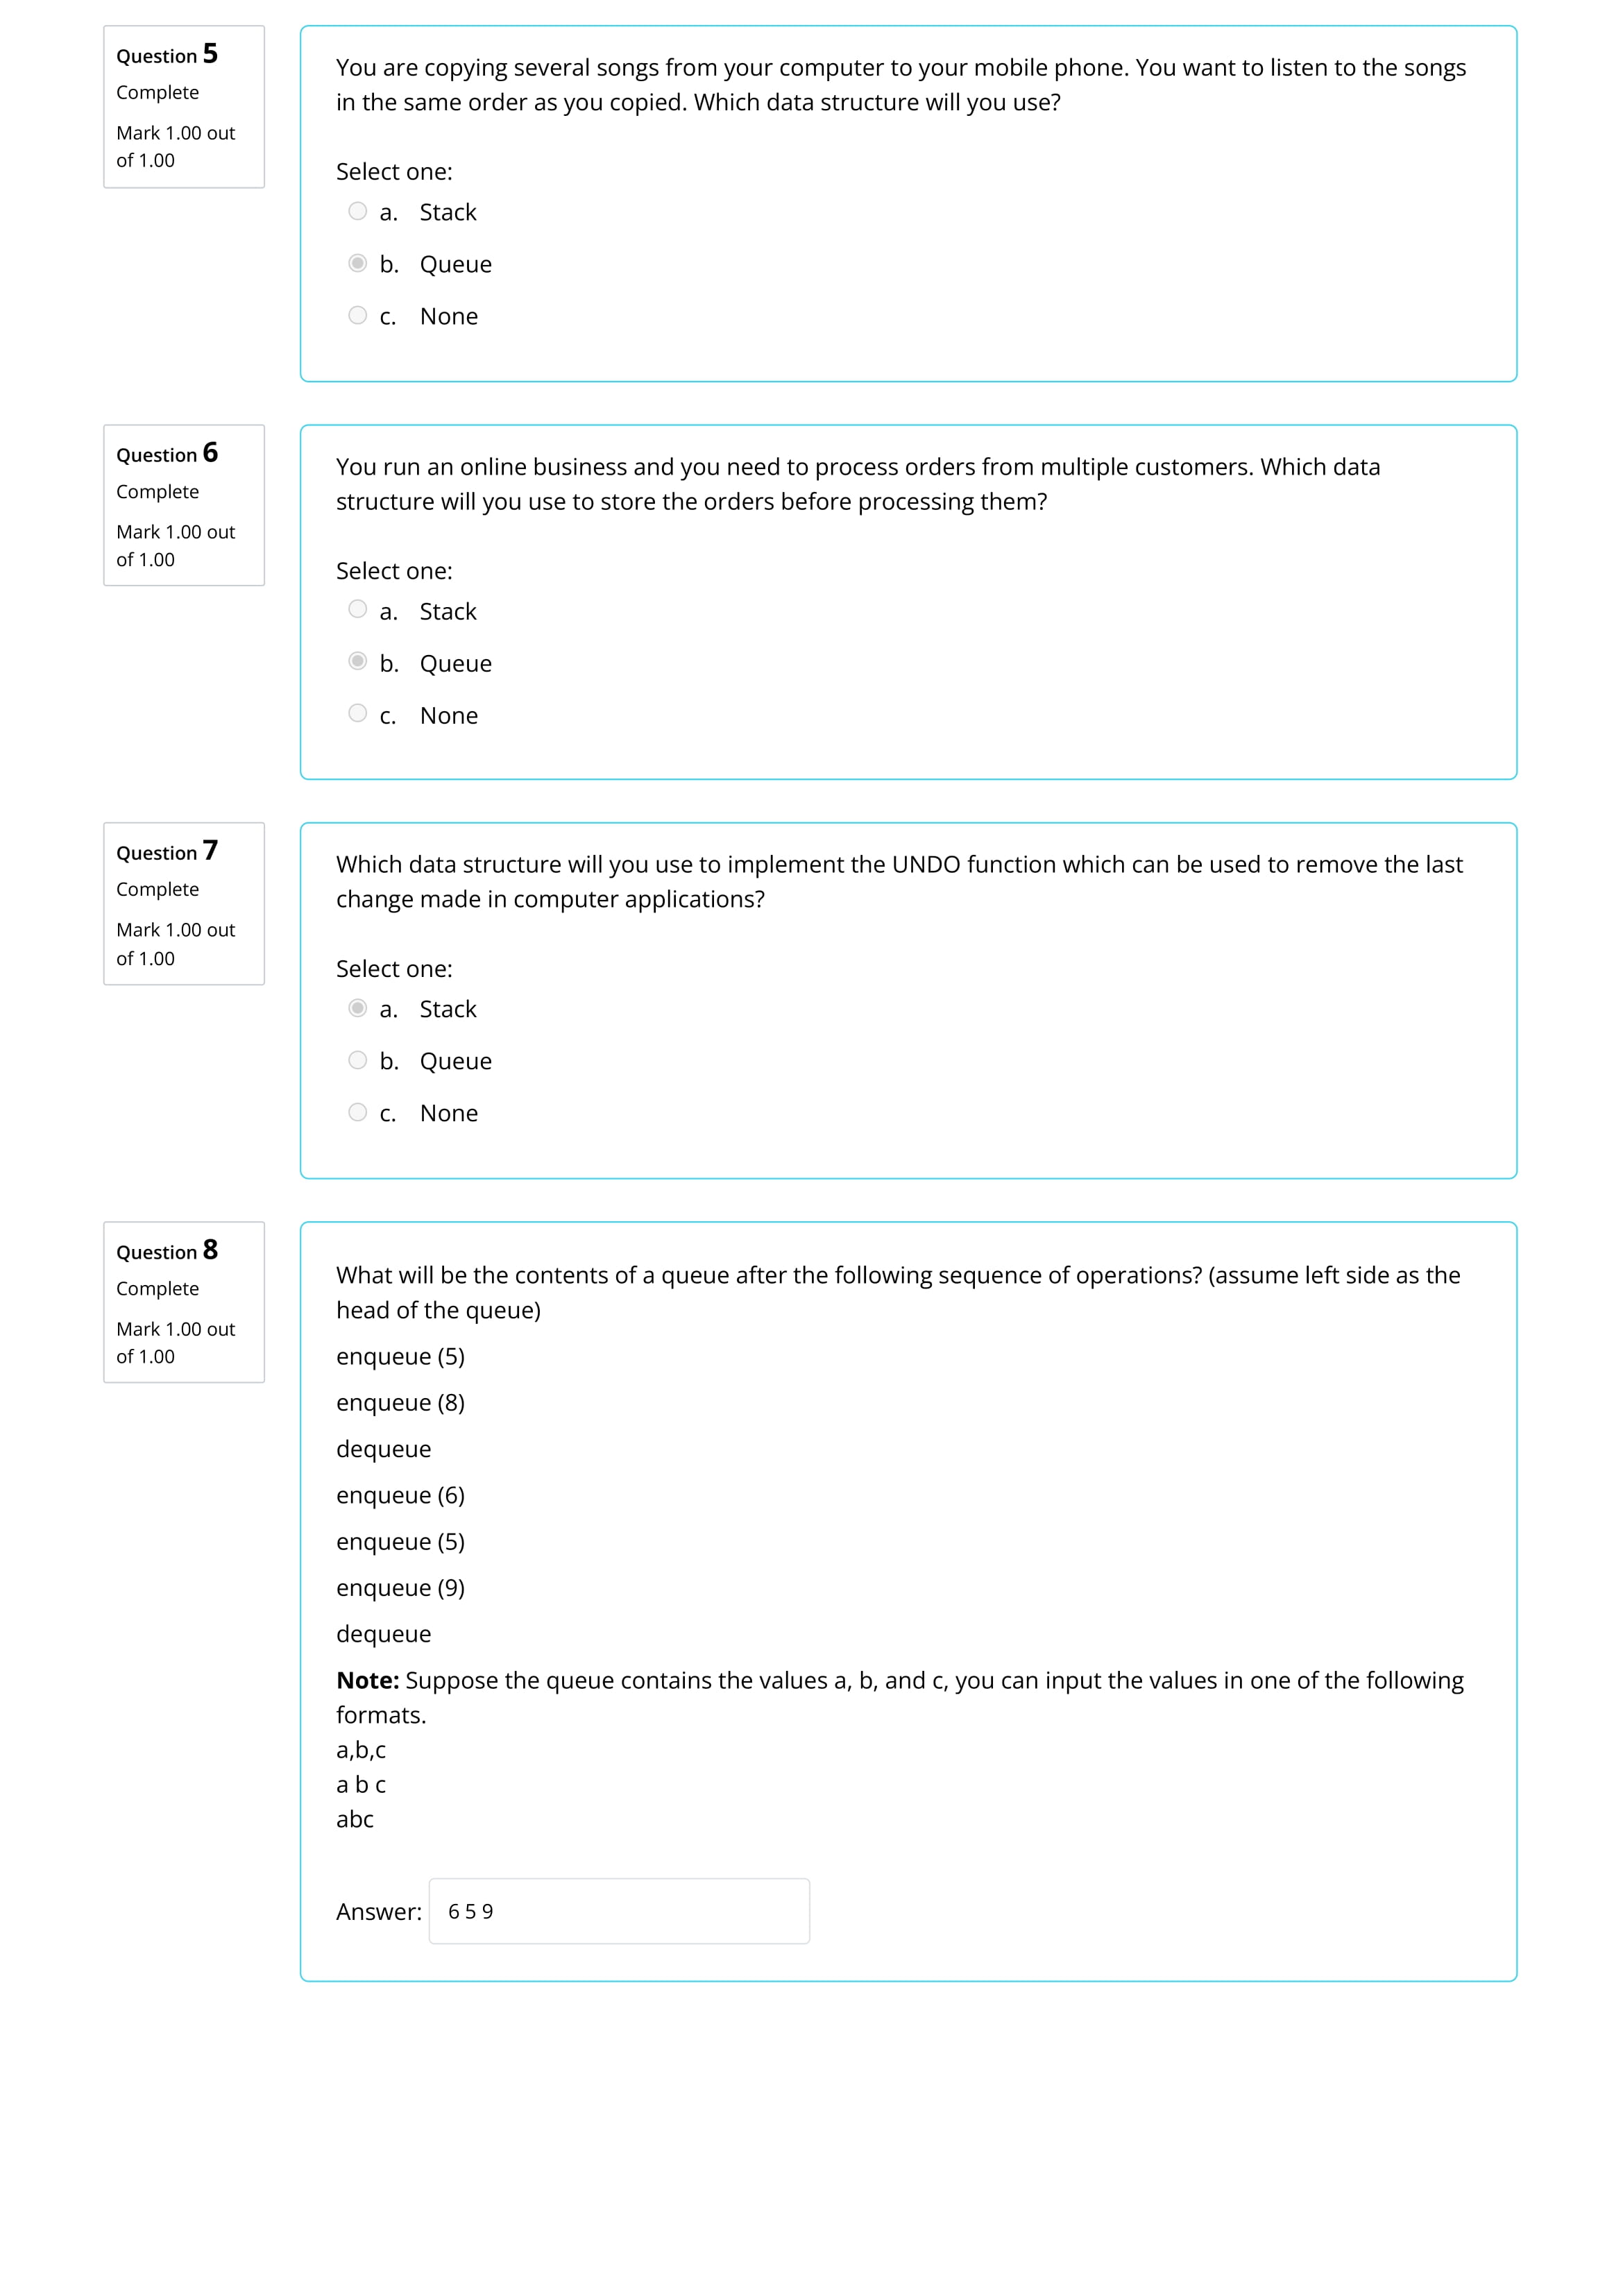 Question 5
Complete
Mark 1.00 out
of 1.00
You are copying several songs from your computer to your mobile phone. You want to listen to the songs
in the same order as you copied. Which data structure will you use?
Select one:
a. Stack
b. Queue
c. None
Question 6
Complete
Mark 1.00 out
of 1.00
You run an online business and you need to process orders from multiple customers. Which data
structure will you use to store the orders before processing them?
Select one:
a. Stack
b. Queue
c. None
Question 7
Complete
Mark 1.00 out
of 1.00
Which data structure will you use to implement the UNDO function which can be used to remove the last
change made in computer applications?
Select one:
a. Stack
b. Queue
c. None
Question 8
Complete
Mark 1.00 out
of 1.00
What will be the contents of a queue after the following sequence of operations? (assume left side as the
head of the queue)
enqueue (5)
enqueue (8)
dequeue
enqueue (6)
enqueue (5)
enqueue (9)
dequeue
Note: Suppose the queue contains the values a, b, and c, you can input the values in one of the following
formats.
a,b,c
a b c
abc
Answer: 6 5 9